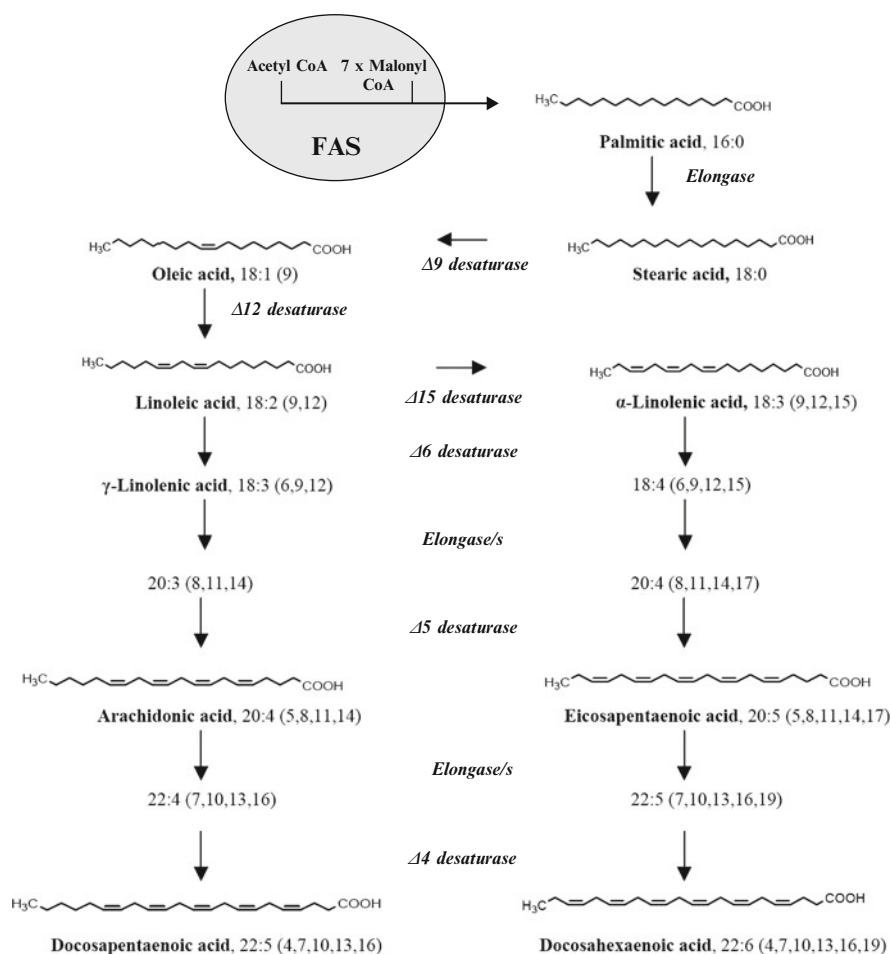 Acetyl CoA 7 x Malonyl
CoA
FAS
H₃C COOH
Palmitic acid, 16:0
Elongase
H₃C COOH
Oleic acid, 18:1 (9)
Δ9 desaturase
H₃C COOH
Stearic acid, 18:0
Δ12 desaturase
H₃C COOH
Linoleic acid, 18:2 (9,12)
Δ15 desaturase
H₃C COOH
α-Linolenic acid, 18:3 (9,12,15)
Δ6 desaturase
γ-Linolenic acid, 18:3 (6,9,12)
18:4 (6,9,12,15)
Elongase/s
20:3 (8,11,14)
20:4 (8,11,14,17)
Δ5 desaturase
H₃C COOH
Arachidonic acid, 20:4 (5,8,11,14)
H₃C COOH
Eicosapentaenoic acid, 20:5 (5,8,11,14,17)
Elongase/s
22:4 (7,10,13,16)
22:5 (7,10,13,16,19)
Δ4 desaturase
H₃C COOH
Docosapentaenoic acid, 22:5 (4,7,10,13,16)
H₃C COOH
Docosahexaenoic acid, 22:6 (4,7,10,13,16,19)